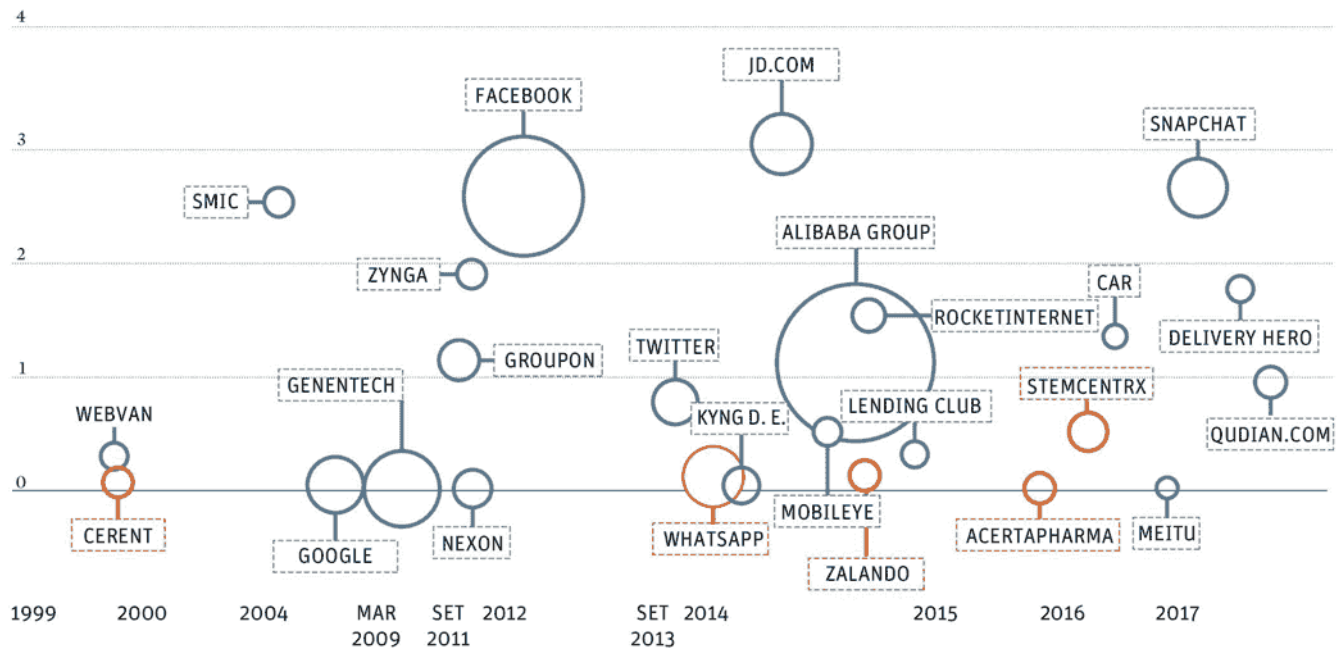 4
JD.COM
FACEBOOK
SNAPCHAT
3
SMIC
ALIBABA GROUP
2
ZYNGA
CAR
ROCKETINTERNET
DELIVERY HERO
TWITTER
GROUPON
1
GENENTECH
STEMCENTRX
LENDING CLUB
WEBVAN
KYNG D. E.
QUDIAN.COM
0
MOBILEYE
CERENT
WHATSAPP
ACERTAPHARMA
MEITU
NEXON
GOOGLE
ZALANDO
1999 2000 2004 MAR 2009 SET 2011 2012 SET 2013 2014 2015 2016 2017